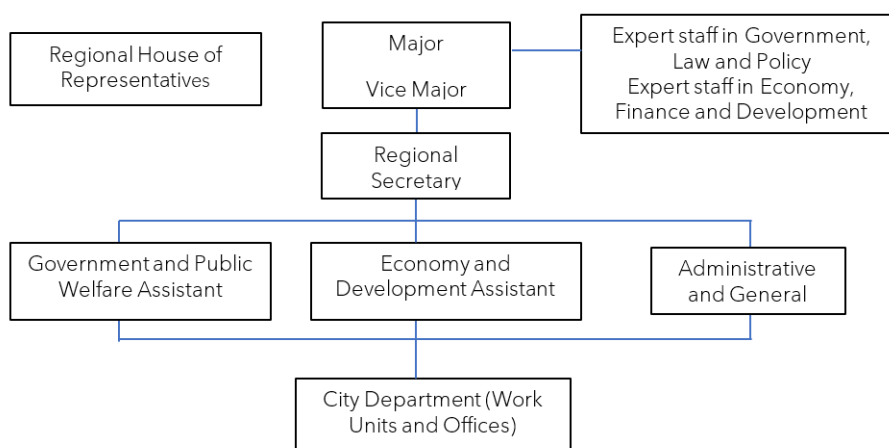 Regional House of
Representatives
Major
Vice Major
Expert staff in Government,
Law and Policy
Expert staff in Economy,
Finance and Development
Regional
Secretary
Government and Public
Welfare Assistant
Economy and
Development Assistant
Administrative
and General
City Department (Work
Units and Offices)